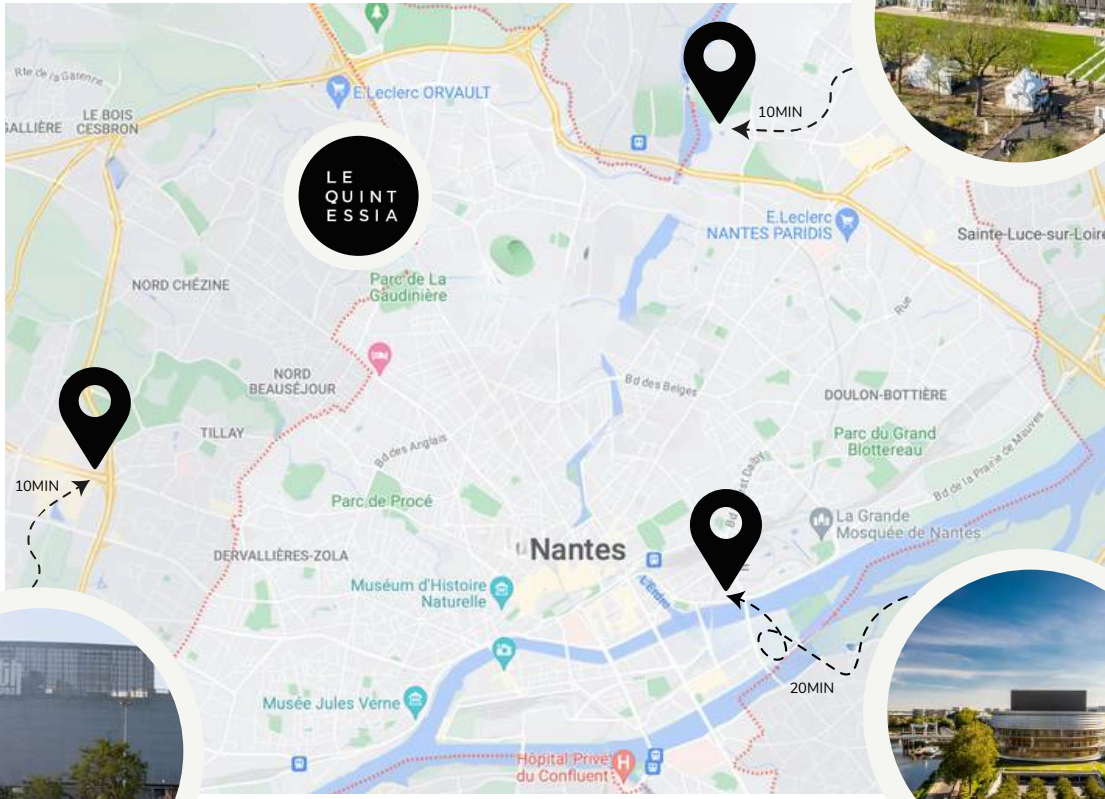 Rte de la Garenne
E.Leclerc ORVAULT
LE BOIS
CESBRON
10MIN
LE
QUINT
ESSIA
E.Leclerc
NANTES PARIDIS
Sainte-Luce-sur-Loire
Parc de La
Gaudinière
NORD CHÉZINE
Rue
NORD
BEAUSÉJOUR
Bd des Belges
DOULON-BOTTIÈRE
TILLAY
Parc du Grand
Blottereau
Bd des Anglais
Bd de la Prairie de Mauves
10MIN
Parc de Procé
La Grande
Mosquée de Nantes
Nantes
DERVALLIÈRES-ZOLA
Muséum d'Histoire
Naturelle
20MIN
Musée Jules Verne
Hôpital Privé
du Confluent